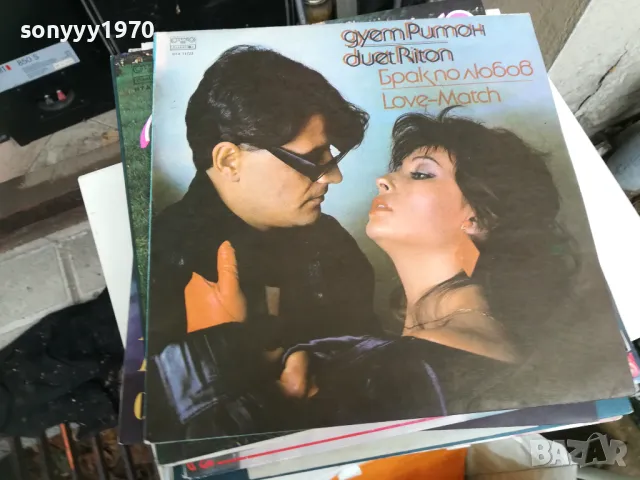 sonyyy1970
дует Ритон
duet Riton
Брак по любов
Love-Match
BAZAR